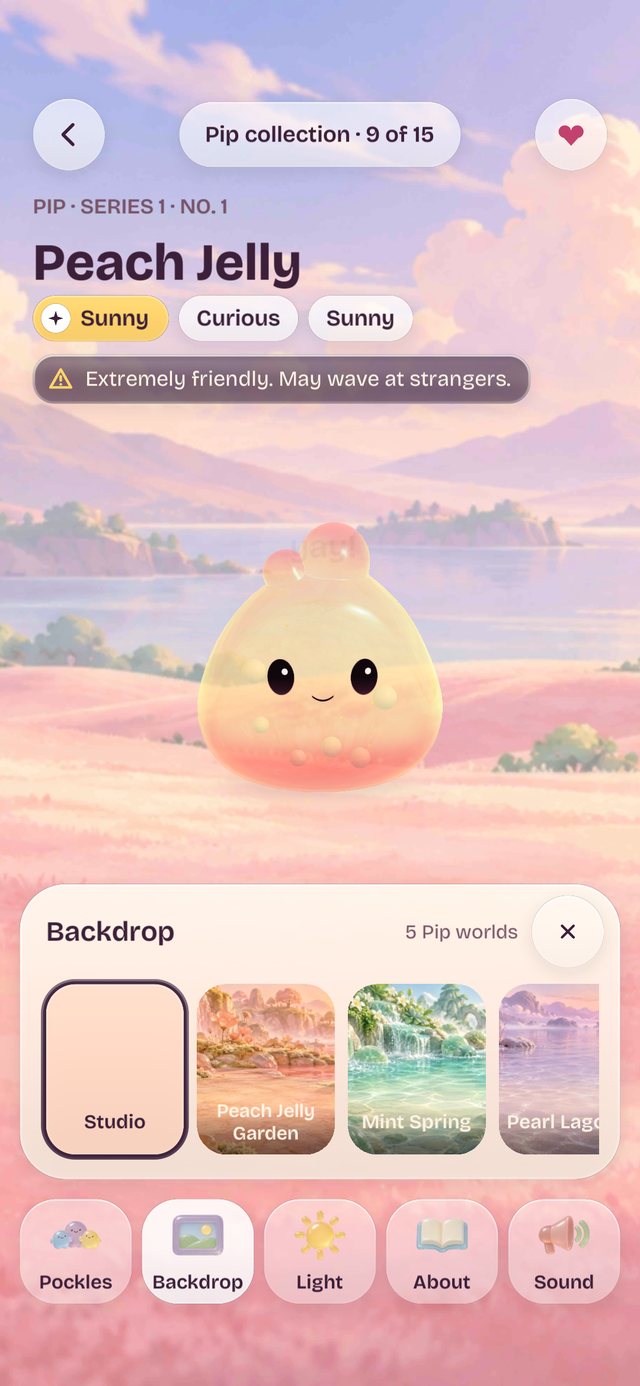 Pip collection · 9 of 15
PIP · SERIES 1 · NO. 1
Peach Jelly
Sunny
Curious
Sunny
Extremely friendly. May wave at strangers.
Backdrop
5 Pip worlds
Studio
Peach Jelly
Garden
Mint Spring
Pearl
Pockles
Backdrop
Light
About
Sound